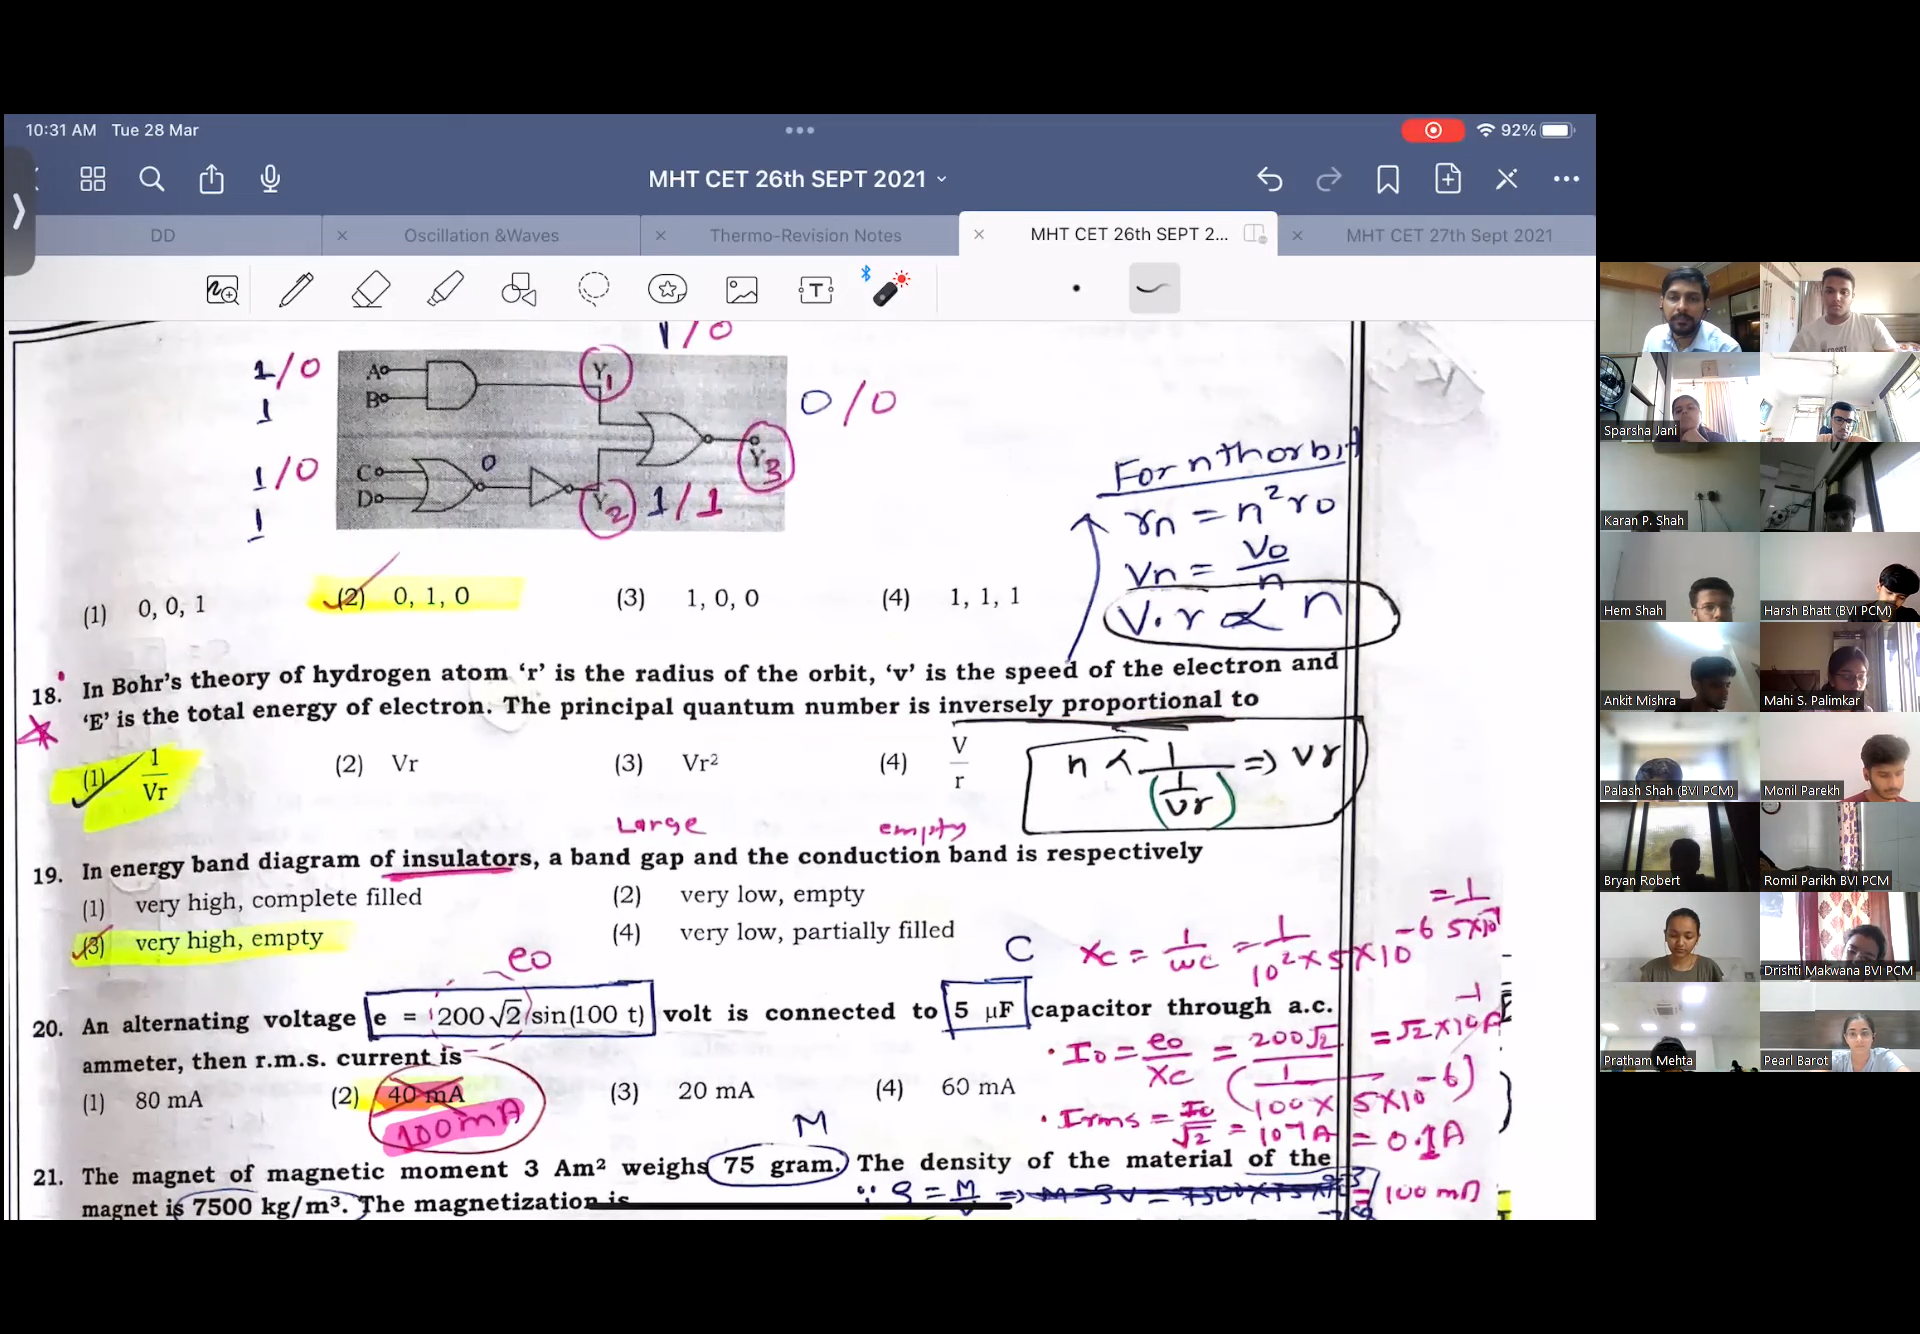 10:31 AM Tue 28 Mar
92%
MHT CET 26th SEPT 2021
DD
Oscillation &Waves
Thermo-Revision Notes
MHT CET 26th SEPT 2...
MHT CET 27th Sept 2021
T
1/0
1/0
1
A
B
Y1
0/0
1/0
1
C
D
0
Y2
1/1
Y3
For nth orbit
rn = n²r0
vn = v0/n
V.r ∝ n
(1) 0, 0, 1
(2) 0, 1, 0
(3) 1, 0, 0
(4) 1, 1, 1
18. In Bohr's theory of hydrogen atom ‘r’ is the radius of the orbit, ‘v’ is the speed of the electron and
‘E’ is the total energy of electron. The principal quantum number is inversely proportional to
(1) 1/Vr
(2) Vr
(3) Vr²
(4) V/r
n ∝ 1/(1/vr) => vr
Large
empty
19. In energy band diagram of insulators, a band gap and the conduction band is respectively
(1) very high, complete filled
(2) very low, empty
(3) very high, empty
(4) very low, partially filled
e0
C
Xc = 1/wc = 1/10²×5×10-6
20. An alternating voltage e = 200√2 sin(100 t) volt is connected to 5 μF capacitor through a.c.
ammeter, then r.m.s. current is
(1) 80 mA
(2) 40 mA
(3) 20 mA
(4) 60 mA
100mA
I0 = e0/Xc = 200√2/(1/100×5×10-6) = √2×10-1A
Irms = I0/√2 = 10-1A = 0.1A
= 100 mA
M
21. The magnet of magnetic moment 3 Am² weighs 75 gram. The density of the material of the
magnet is 7500 kg/m³. The magnetization is
Sparsha Jani
Karan P. Shah
Hem Shah
Harsh Bhatt (BVI PCM)
Ankit Mishra
Mahi S. Palimkar
Palash Shah (BVI PCM)
Monil Parekh
Bryan Robert
Romil Parikh BVI PCM
Drishti Makwana BVI PCM
Pratham Mehta
Pearl Barot